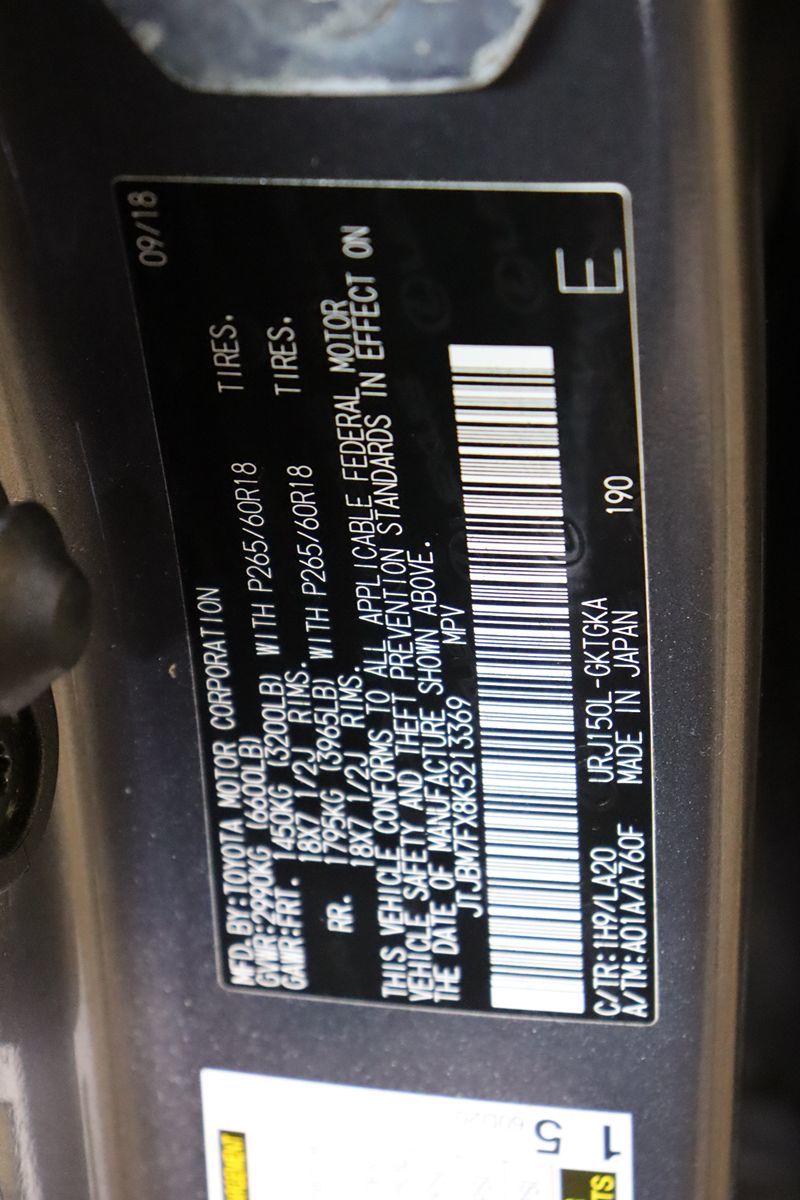 09/18
MFD.BY:TOYOTA MOTOR CORPORATION
GVWR:2990KG (6600LB)
GAWR:FRT. 1450KG (3200LB) WITH P265/60R18 TIRES.
18X7 1/2J RIMS.
RR. 1795KG (3965LB) WITH P265/60R18 TIRES.
18X7 1/2J RIMS.
THIS VEHICLE CONFORMS TO ALL APPLICABLE FEDERAL MOTOR
VEHICLE SAFETY AND THEFT PREVENTION STANDARDS IN EFFECT ON
THE DATE OF MANUFACTURE SHOWN ABOVE.
JTJBM7FX8K5213369 MPV
E
C/TR:1H9/LA20 URJ150L-GKTGKA
A/TM:A01A/A760F MADE IN JAPAN 190
5
1